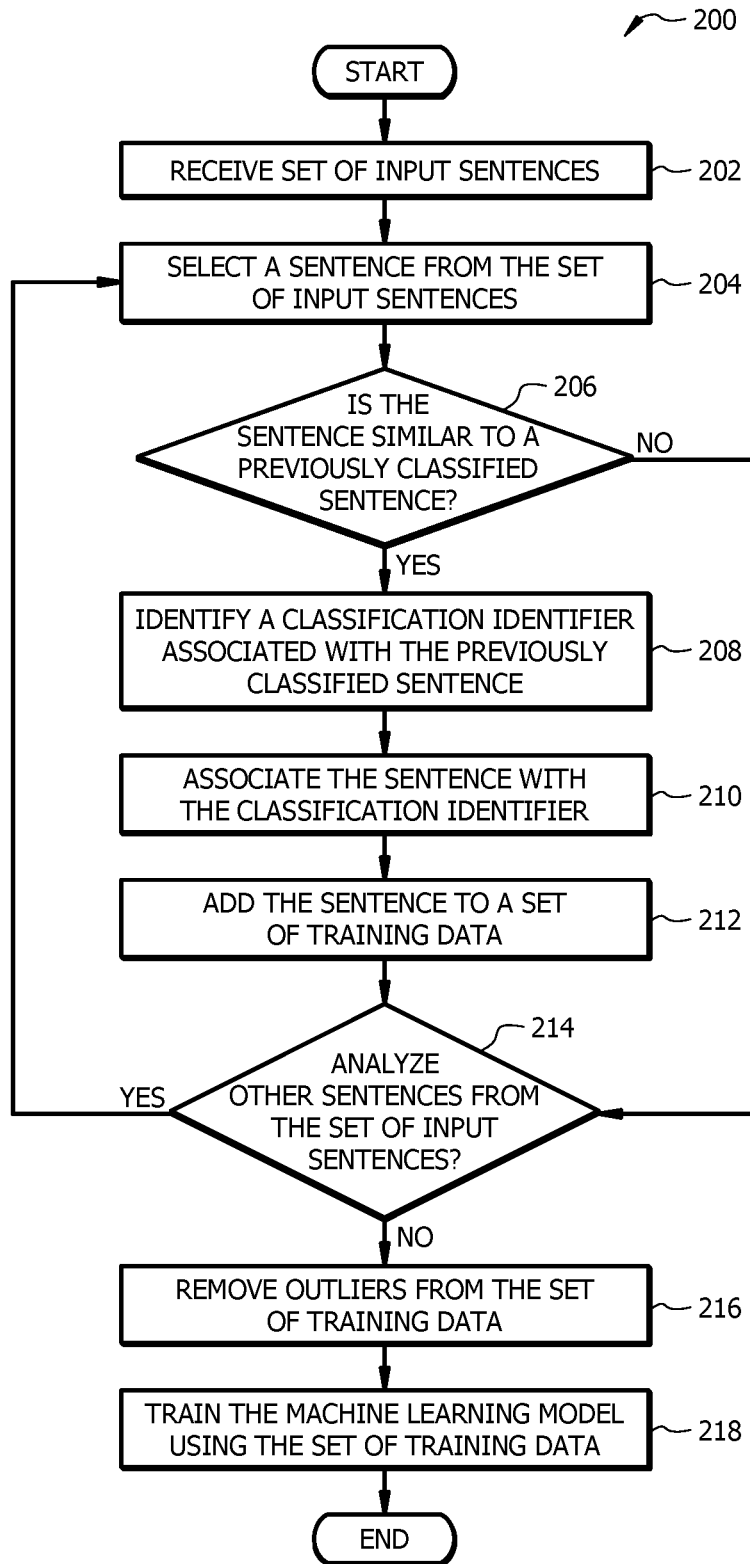 200
START
RECEIVE SET OF INPUT SENTENCES
202
SELECT A SENTENCE FROM THE SET
OF INPUT SENTENCES
204
206
IS THE
SENTENCE SIMILAR TO A
PREVIOUSLY CLASSIFIED
SENTENCE?
NO
YES
IDENTIFY A CLASSIFICATION IDENTIFIER
ASSOCIATED WITH THE PREVIOUSLY
CLASSIFIED SENTENCE
208
ASSOCIATE THE SENTENCE WITH
THE CLASSIFICATION IDENTIFIER
210
ADD THE SENTENCE TO A SET
OF TRAINING DATA
212
214
ANALYZE
OTHER SENTENCES FROM
THE SET OF INPUT
SENTENCES?
YES
NO
REMOVE OUTLIERS FROM THE SET
OF TRAINING DATA
216
TRAIN THE MACHINE LEARNING MODEL
USING THE SET OF TRAINING DATA
218
END